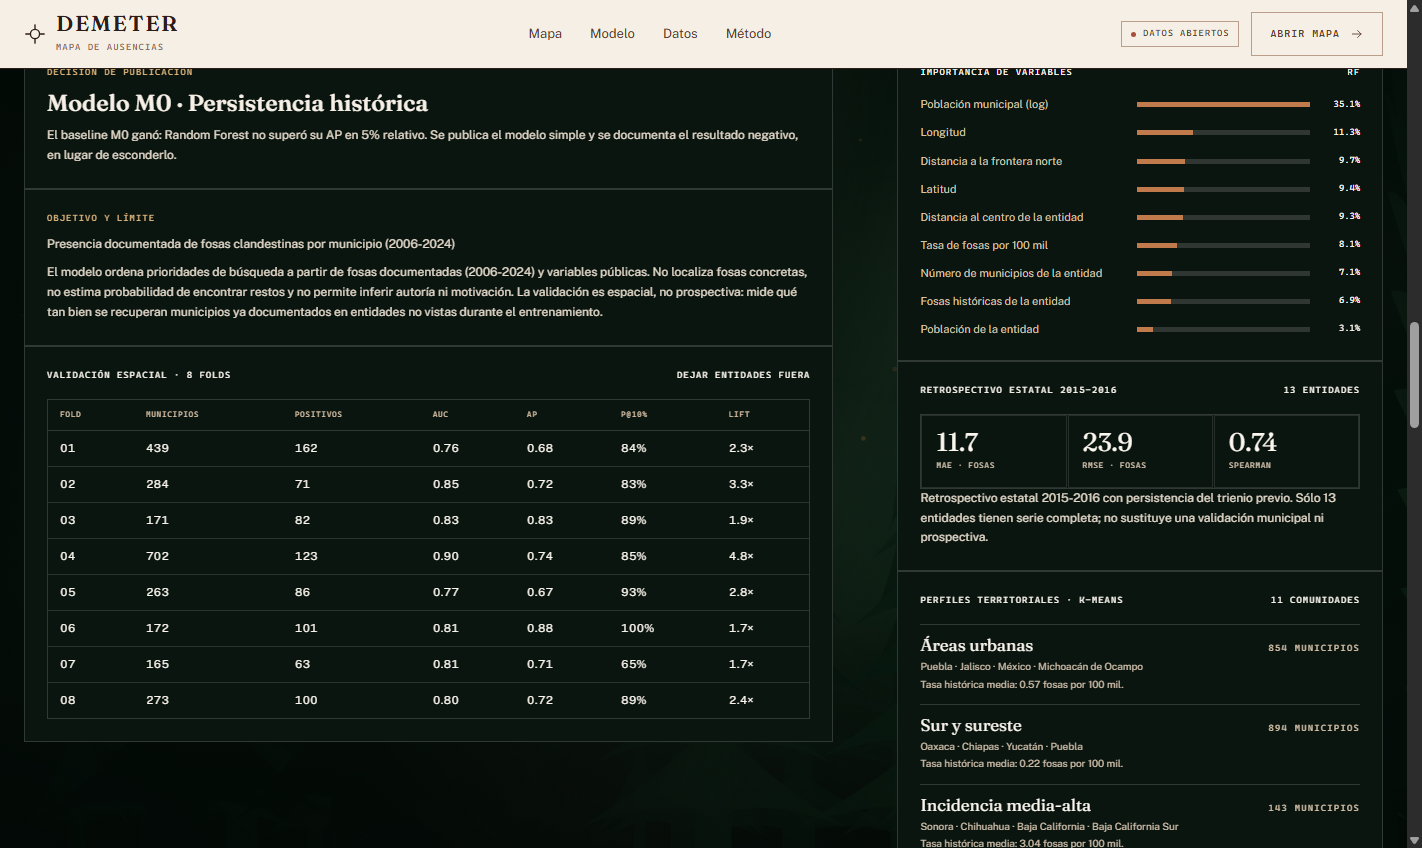 DEMETER
MAPA DE AUSENCIAS
Mapa
Modelo
Datos
Método
DATOS ABIERTOS
ABRIR MAPA →
DECISIÓN DE PUBLICACIÓN
Modelo M0 · Persistencia histórica
El baseline M0 ganó: Random Forest no superó su AP en 5% relativo. Se publica el modelo simple y se documenta el resultado negativo,
en lugar de esconderlo.
OBJETIVO Y LÍMITE
Presencia documentada de fosas clandestinas por municipio (2006-2024)
El modelo ordena prioridades de búsqueda a partir de fosas documentadas (2006-2024) y variables públicas. No localiza fosas concretas,
no estima probabilidad de encontrar restos y no permite inferir autoría ni motivación. La validación es espacial, no prospectiva: mide qué
tan bien se recuperan municipios ya documentados en entidades no vistas durante el entrenamiento.
VALIDACIÓN ESPACIAL · 8 FOLDS DEJAR ENTIDADES FUERA
FOLD MUNICIPIOS POSITIVOS AUC AP P@10% LIFT
01 439 162 0.76 0.68 84% 2.3×
02 284 71 0.85 0.72 83% 3.3×
03 171 82 0.83 0.83 89% 1.9×
04 702 123 0.90 0.74 85% 4.8×
05 263 86 0.77 0.67 93% 2.8×
06 172 101 0.81 0.88 100% 1.7×
07 165 63 0.81 0.71 65% 1.7×
08 273 100 0.80 0.72 89% 2.4×
IMPORTANCIA DE VARIABLES RF
Población municipal (log) 35.1%
Longitud 11.3%
Distancia a la frontera norte 9.7%
Latitud 9.4%
Distancia al centro de la entidad 9.3%
Tasa de fosas por 100 mil 8.1%
Número de municipios de la entidad 7.1%
Fosas históricas de la entidad 6.9%
Población de la entidad 3.1%
RETROSPECTIVO ESTATAL 2015-2016 13 ENTIDADES
11.7 23.9 0.74
MAE · FOSAS RMSE · FOSAS SPEARMAN
Retrospectivo estatal 2015-2016 con persistencia del trienio previo. Sólo 13
entidades tienen serie completa; no sustituye una validación municipal ni
prospectiva.
PERFILES TERRITORIALES · K-MEANS 11 COMUNIDADES
Áreas urbanas 854 MUNICIPIOS
Puebla · Jalisco · México · Michoacán de Ocampo
Tasa histórica media: 0.57 fosas por 100 mil.
Sur y sureste 894 MUNICIPIOS
Oaxaca · Chiapas · Yucatán · Puebla
Tasa histórica media: 0.22 fosas por 100 mil.
Incidencia media-alta 143 MUNICIPIOS
Sonora · Chihuahua · Baja California · Baja California Sur
Tasa histórica media: 3.04 fosas por 100 mil.